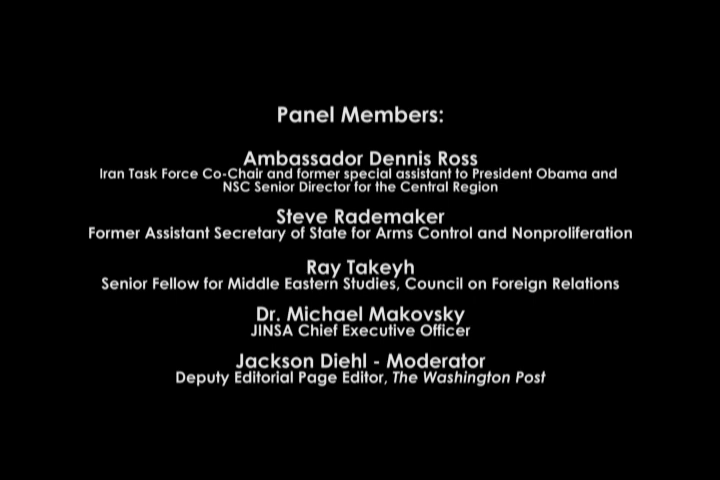 Panel Members:
Ambassador Dennis Ross
Iran Task Force Co-Chair and former special assistant to President Obama and
NSC Senior Director for the Central Region
Steve Rademaker
Former Assistant Secretary of State for Arms Control and Nonproliferation
Ray Takeyh
Senior Fellow for Middle Eastern Studies, Council on Foreign Relations
Dr. Michael Makovsky
JINSA Chief Executive Officer
Jackson Diehl - Moderator
Deputy Editorial Page Editor, The Washington Post